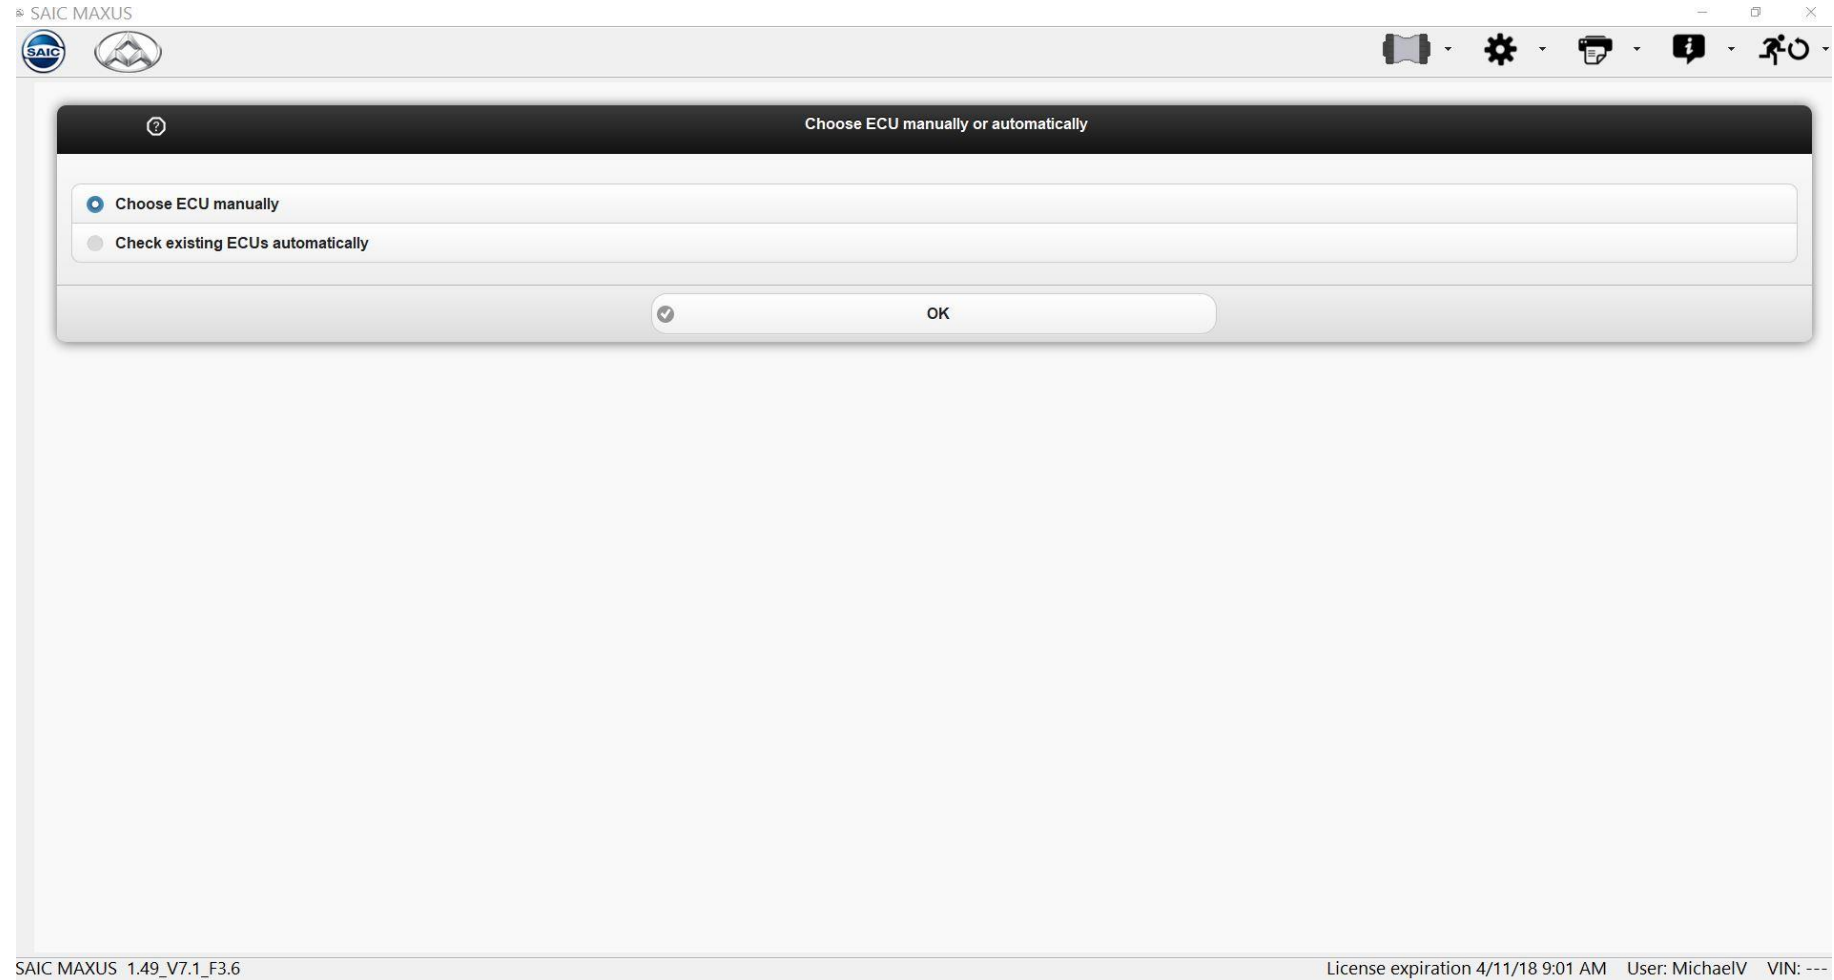 SAIC MAXUS
SAIC
Choose ECU manually or automatically
Choose ECU manually
Check existing ECUs automatically
OK
SAIC MAXUS 1.49_V7.1_F3.6
License expiration 4/11/18 9:01 AM User: MichaelV VIN: ---